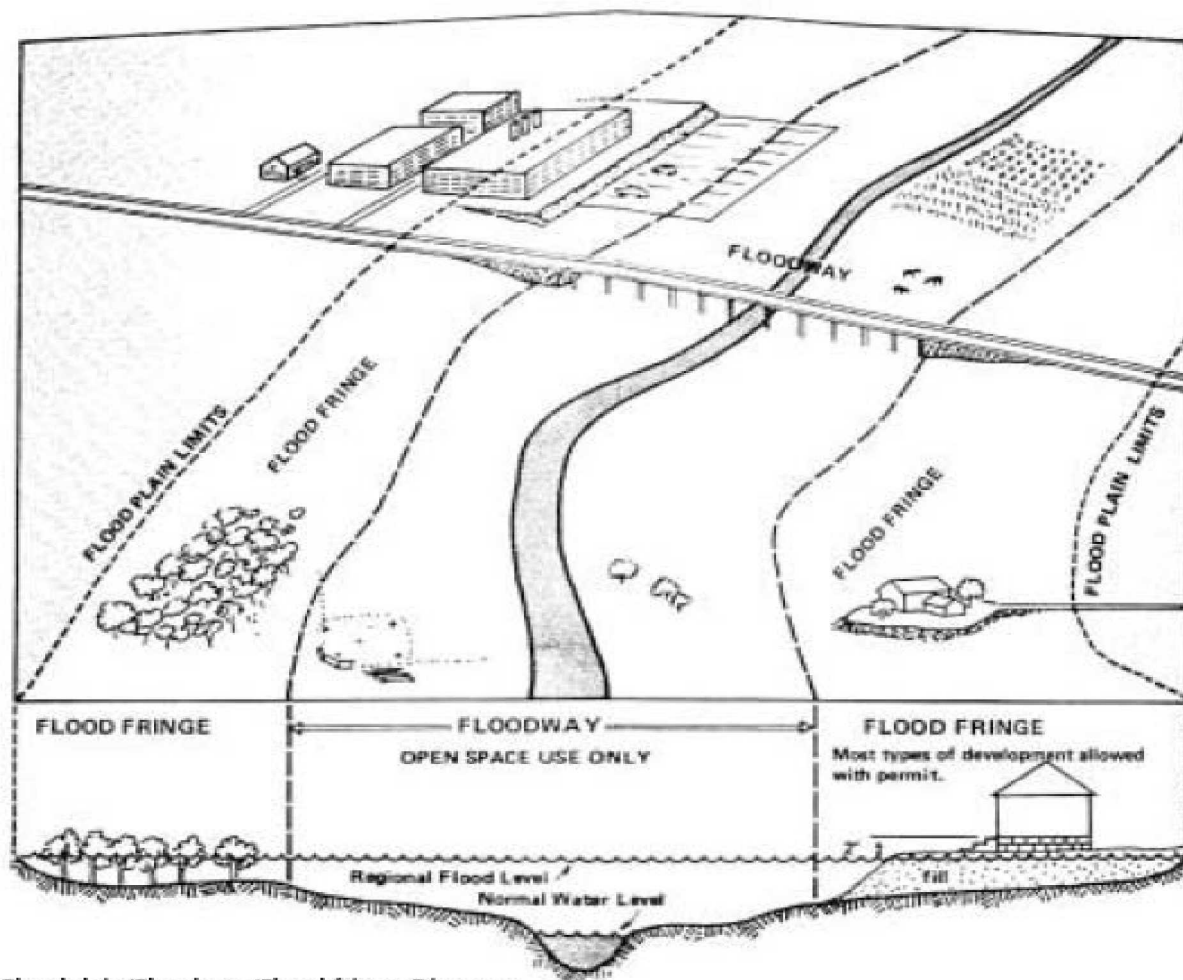 FLOODWAY
FLOOD PLAIN LIMITS
FLOOD FRINGE
FLOOD FRINGE
FLOOD PLAIN LIMITS
FLOOD FRINGE
FLOODWAY
OPEN SPACE USE ONLY
FLOOD FRINGE
Most types of development allowed
with permit.
Regional Flood Level
Normal Water Level
fill